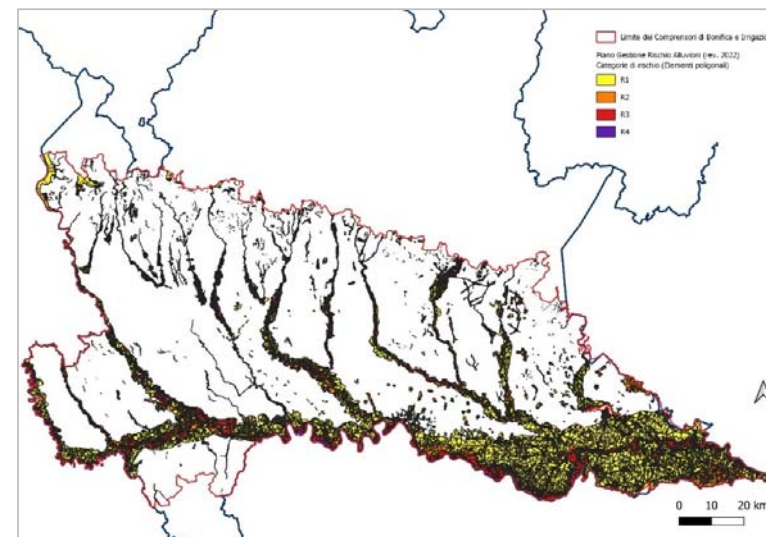 Limite dei Comprensori di Bonifica e Irrigazio
Piano Gestione Rischio Alluvioni (rev. 2022)
Categorie di rischio (Elementi poligonali)
R1
R2
R3
R4
0 10 20 km